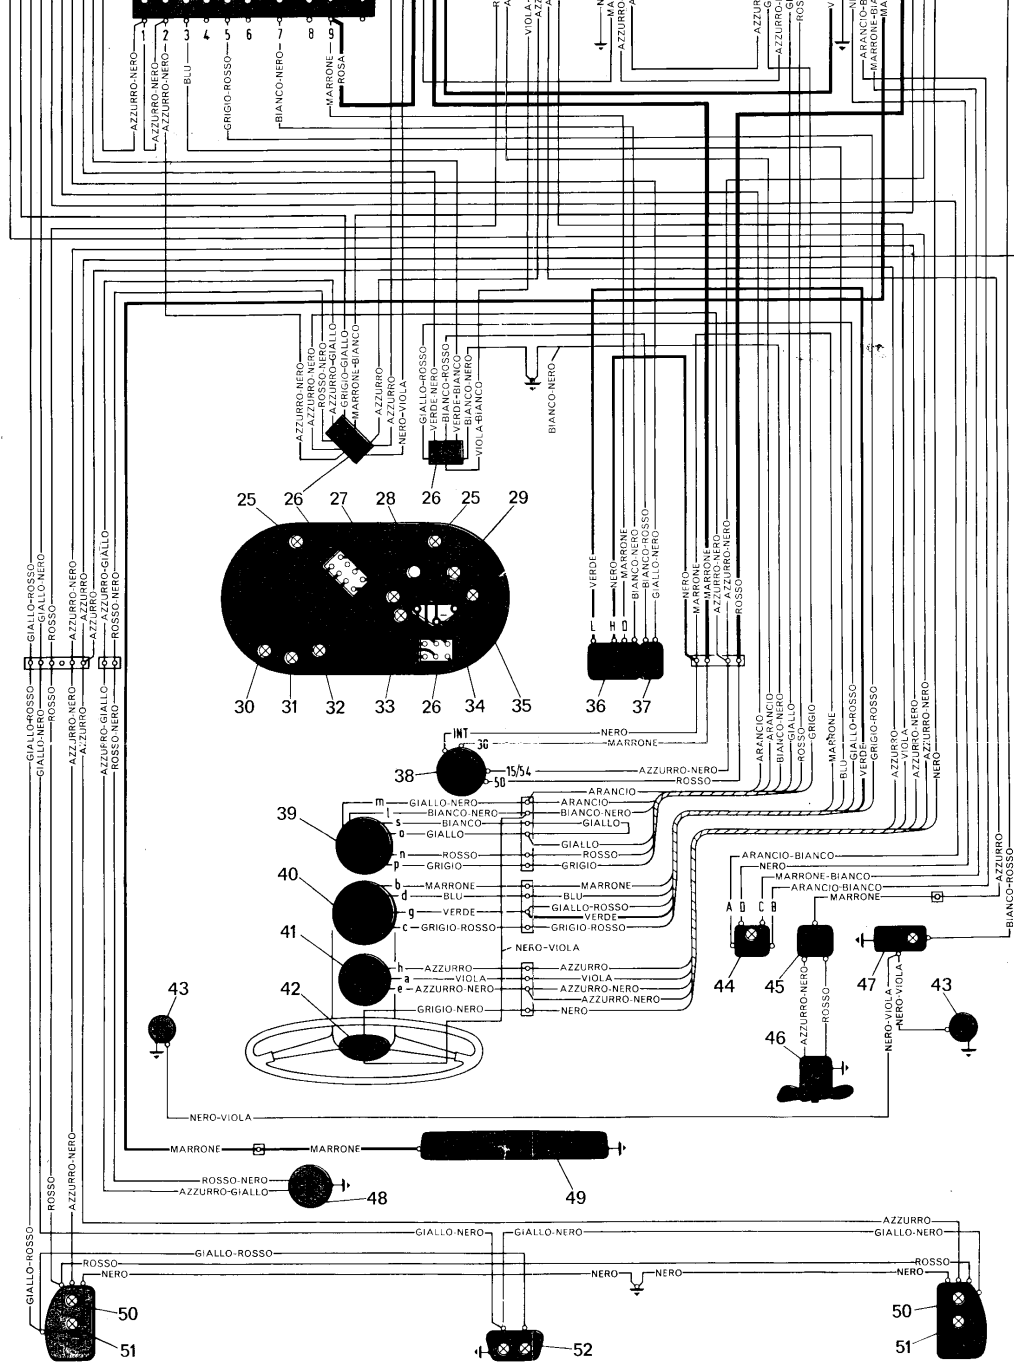 1 2 3 4 5 6 7 8 9
AZZURRO-NERO
AZZURRO-NERO
AZZURRO-NERO
BLU
GRIGIO-ROSSO
BIANCO-NERO
MARRONE
ROSA
AZZURRO-NERO
AZZURRO-NERO
ROSSO-NERO
AZZURRO-GIALLO
GRIGIO-GIALLO
MARRONE-BIANCO
AZZURRO
AZZURRO
NERO-VIOLA
GIALLO-ROSSO
VERDE-NERO
BIANCO-ROSSO
VERDE-BIANCO
BIANCO-NERO
VIOLA-BIANCO
BIANCO-NERO
25 26 27 28 26 25 29
30 31 32 33 26 34 35
VERDE
NERO
MARRONE
BIANCO-NERO
BIANCO-ROSSO
GIALLO-NERO
NERO
MARRONE
MARRONE
AZZURRO-NERO
AZZURRO-NERO
ROSSO
L H
36 37
GIALLO-ROSSO
GIALLO-NERO
ROSSO
AZZURRO-NERO
AZZURRO
AZZURRO
AZZURRO-GIALLO
ROSSO-NERO
GIALLO-ROSSO
GIALLO-NERO
ROSSO
AZZURRO-NERO
AZZURRO
AZZURRO-GIALLO
ROSSO-NERO
INT NERO
30 MARRONE
38
15/54 AZZURRO-NERO
50 ROSSO
ARANCIO
ARANCIO
BIANCO-NERO
GIALLO
ROSSO
GRIGIO
MARRONE
BLU
GIALLO-ROSSO
VERDE
GRIGIO-ROSSO
AZZURRO
VIOLA
AZZURRO-NERO
AZZURRO-NERO
NERO
39
ARANCIO
m GIALLO-NERO ARANCIO
BIANCO-NERO BIANCO-NERO
s BIANCO GIALLO
o GIALLO
GIALLO
n ROSSO ROSSO
p GRIGIO GRIGIO
40
b MARRONE MARRONE
d BLU BLU
GIALLO-ROSSO
g VERDE VERDE
c GRIGIO-ROSSO GRIGIO-ROSSO
NERO-VIOLA
41
h AZZURRO AZZURRO
a VIOLA VIOLA
e AZZURRO-NERO AZZURRO-NERO
AZZURRO-NERO
GRIGIO-NERO NERO
42
43
ARANCIO-BIANCO
NERO
MARRONE-BIANCO
ARANCIO-BIANCO
MARRONE
AZZURRO
BIANCO-ROSSO
A D C B
44 45 47 43
AZZURRO-NERO
ROSSO
NERO-VIOLA
NERO-VIOLA
46
NERO-VIOLA
MARRONE MARRONE
49
ROSSO-NERO
AZZURRO-GIALLO
48
ROSSO
AZZURRO-NERO
GIALLO-ROSSO
AZZURRO
GIALLO-NERO GIALLO-NERO GIALLO-NERO
GIALLO-ROSSO
ROSSO ROSSO
NERO NERO NERO NERO
50 50
51 52 51